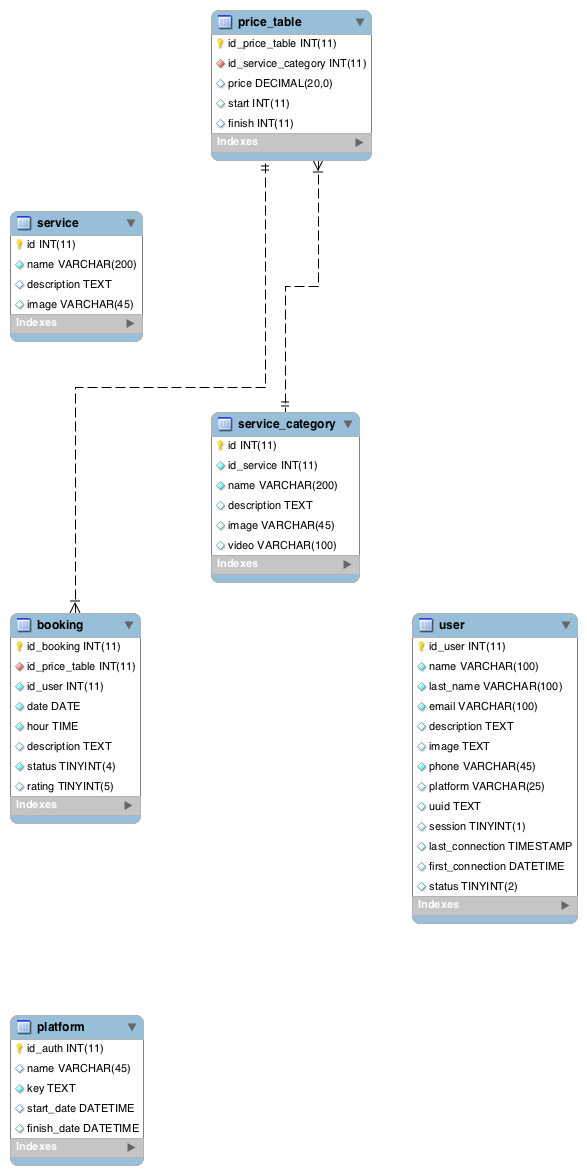 price_table
id_price_table INT(11)
id_service_category INT(11)
price DECIMAL(20,0)
start INT(11)
finish INT(11)
Indexes
service
id INT(11)
name VARCHAR(200)
description TEXT
image VARCHAR(45)
Indexes
service_category
id INT(11)
id_service INT(11)
name VARCHAR(200)
description TEXT
image VARCHAR(45)
video VARCHAR(100)
Indexes
booking
id_booking INT(11)
id_price_table INT(11)
id_user INT(11)
date DATE
hour TIME
description TEXT
status TINYINT(4)
rating TINYINT(5)
Indexes
user
id_user INT(11)
name VARCHAR(100)
last_name VARCHAR(100)
email VARCHAR(100)
description TEXT
image TEXT
phone VARCHAR(45)
platform VARCHAR(25)
uuid TEXT
session TINYINT(1)
last_connection TIMESTAMP
first_connection DATETIME
status TINYINT(2)
Indexes
platform
id_auth INT(11)
name VARCHAR(45)
key TEXT
start_date DATETIME
finish_date DATETIME
Indexes